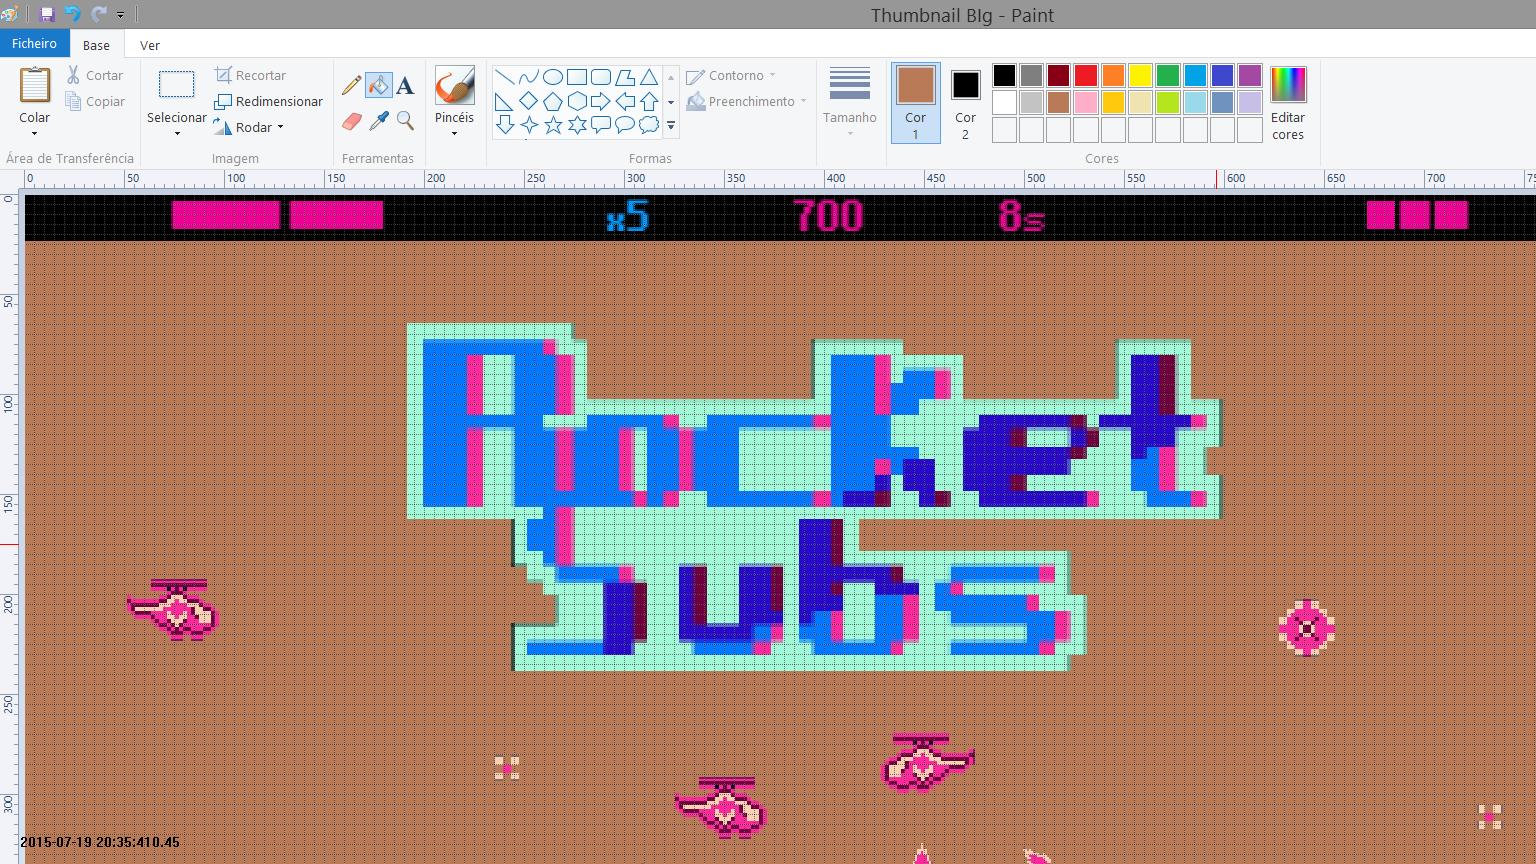 Thumbnail BIg - Paint
Ficheiro Base Ver
Cortar
Copiar
Colar
Área de Transferência
Selecionar
Recortar
Redimensionar
Rodar
Imagem
A
Ferramentas
Pincéis
Contorno
Preenchimento
Formas
Tamanho
Cor 1
Cor 2
Cores
Editar cores
0 50 100 150 200 250 300 350 400 450 500 550 600 650 700 75
0
50
100
150
200
250
300
x5 700 8s
Rocket
Subs
2015-07-19 20:35:410.45